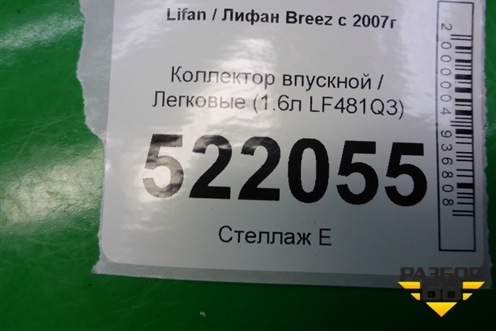 Lifan / Лифан Breez с 2007г
Коллектор впускной /
Легковые (1.6л LF481Q3)
522055
Стеллаж Е
2000004936808
РАЗБОР